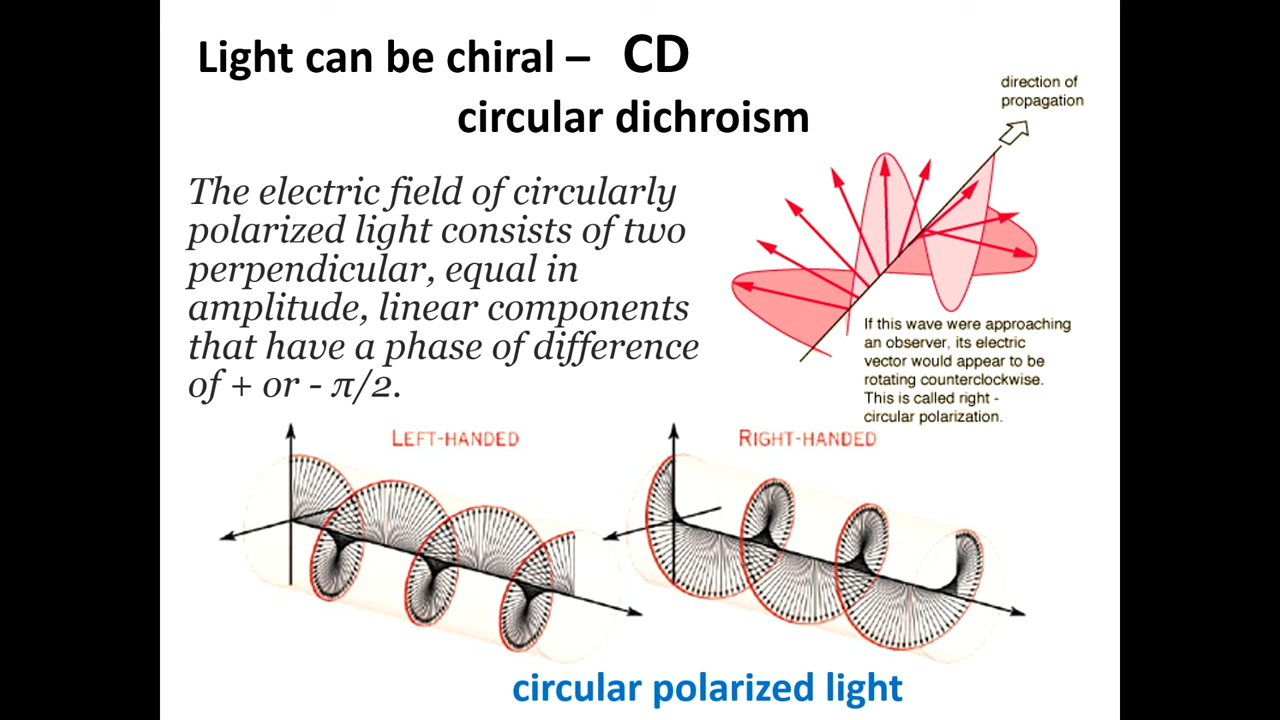 Light can be chiral – CD
circular dichroism
direction of
propagation
The electric field of circularly
polarized light consists of two
perpendicular, equal in
amplitude, linear components
that have a phase of difference
of + or - π/2.
If this wave were approaching
an observer, its electric
vector would appear to be
rotating counterclockwise.
This is called right -
circular polarization.
LEFT-HANDED
RIGHT-HANDED
circular polarized light